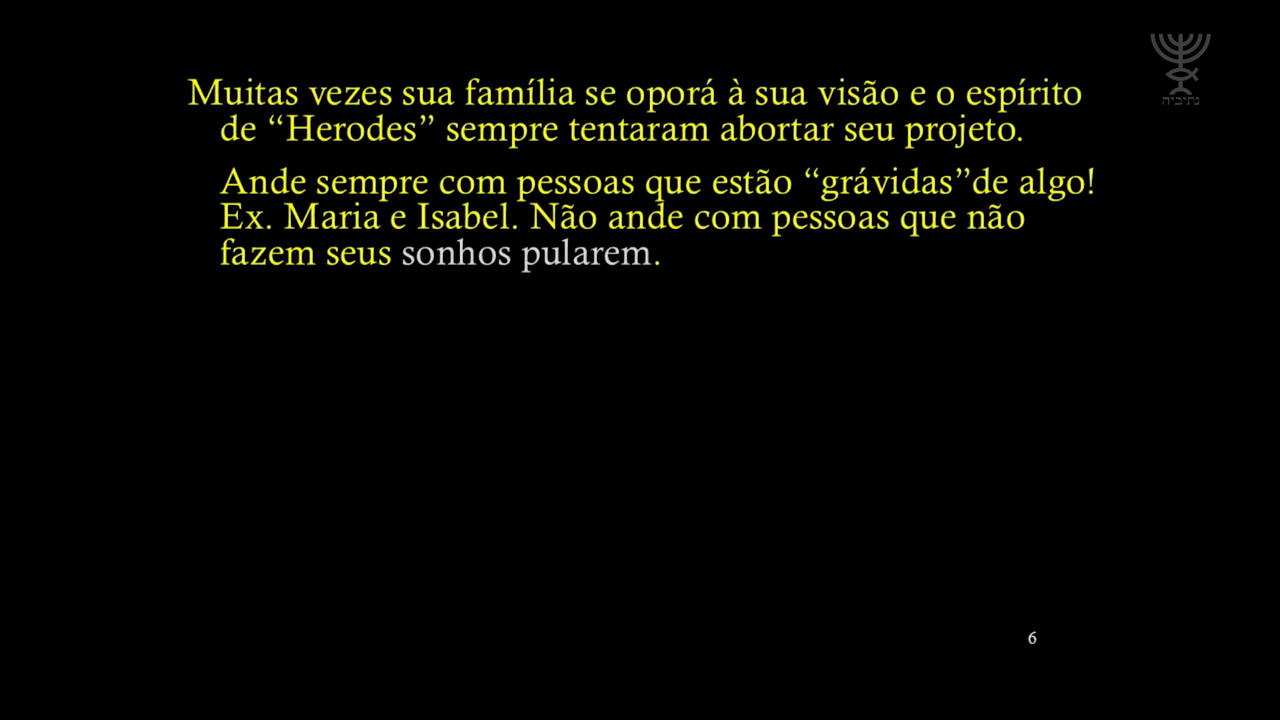 נתיביה
Muitas vezes sua família se oporá à sua visão e o espírito
de “Herodes” sempre tentaram abortar seu projeto.
Ande sempre com pessoas que estão “grávidas”de algo!
Ex. Maria e Isabel. Não ande com pessoas que não
fazem seus sonhos pularem.
6